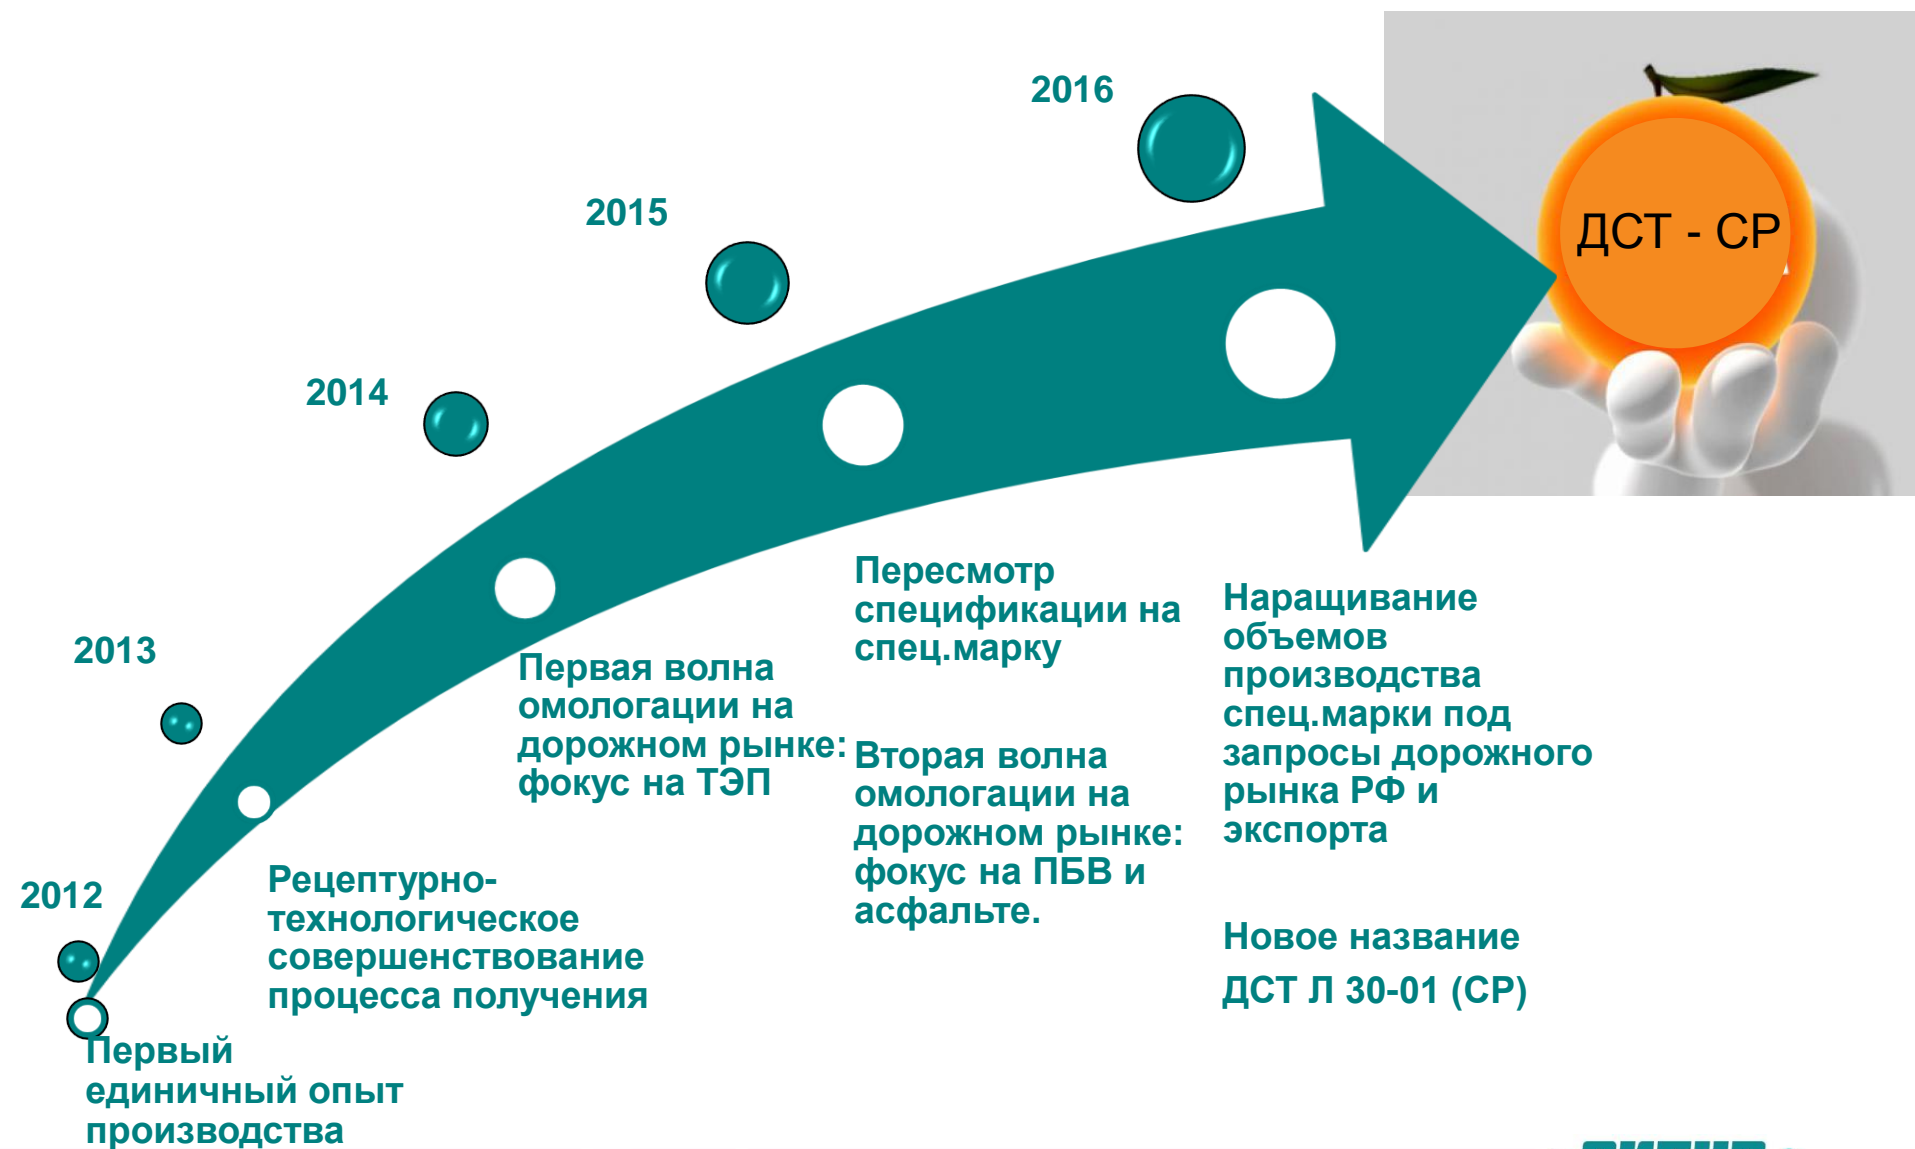 2016
2015
2014
2013
2012
ДСТ - СР
Первый
единичный опыт
производства
Рецептурно-
технологическое
совершенствование
процесса получения
Первая волна
омологации на
дорожном рынке:
фокус на ТЭП
Пересмотр
спецификации на
спец.марку
Вторая волна
омологации на
дорожном рынке:
фокус на ПБВ и
асфальте.
Наращивание
объемов
производства
спец.марки под
запросы дорожного
рынка РФ и
экспорта
Новое название
ДСТ Л 30-01 (СР)